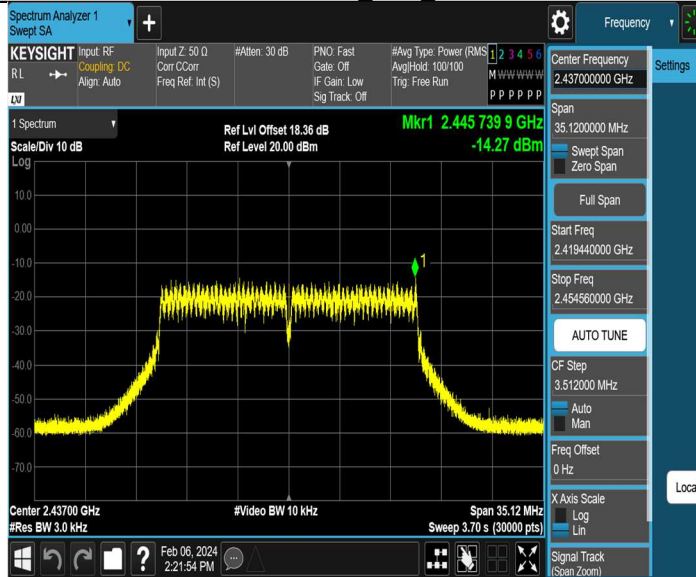 Spectrum Analyzer 1
Swept SA
+
Frequency
KEYSIGHT
RL
LXI
Input: RF
Coupling: DC
Align: Auto
Input Z: 50 Ω
Corr CCorr
Freq Ref: Int (S)
#Atten: 30 dB
PNO: Fast
Gate: Off
IF Gain: Low
Sig Track: Off
#Avg Type: Power (RMS
Avg|Hold: 100/100
Trig: Free Run
1 2 3 4 5 6
M W W W W W
P P P P P P
Center Frequency
2.437000000 GHz
Settings
Span
35.1200000 MHz
Swept Span
Zero Span
Full Span
Start Freq
2.419440000 GHz
Stop Freq
2.454560000 GHz
AUTO TUNE
CF Step
3.512000 MHz
Auto
Man
Freq Offset
0 Hz
X Axis Scale
Log
Lin
Signal Track
(Span Zoom)
Loca
1 Spectrum
Scale/Div 10 dB
Log
Ref Lvl Offset 18.36 dB
Ref Level 20.00 dBm
Mkr1 2.445 739 9 GHz
-14.27 dBm
10.0
0.00
-10.0
-20.0
-30.0
-40.0
-50.0
-60.0
-70.0
1
Center 2.43700 GHz
#Res BW 3.0 kHz
#Video BW 10 kHz
Span 35.12 MHz
Sweep 3.70 s (30000 pts)
?
Feb 06, 2024
2:21:54 PM